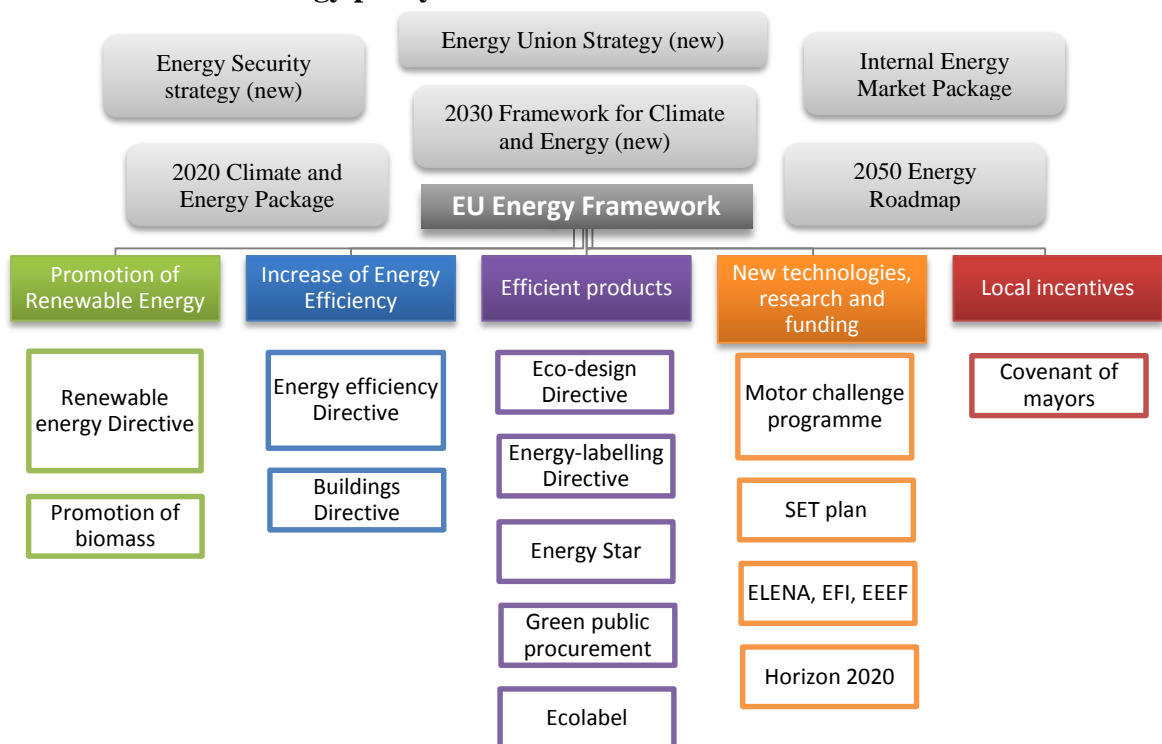 Energy Union Strategy (new)
Energy Security
strategy (new)
Internal Energy
Market Package
2030 Framework for Climate
and Energy (new)
2020 Climate and
Energy Package
2050 Energy
Roadmap
EU Energy Framework
Promotion of
Renewable Energy
Increase of Energy
Efficiency
Efficient products
New technologies,
research and
funding
Local incentives
Renewable
energy Directive
Promotion of
biomass
Energy efficiency
Directive
Buildings
Directive
Eco-design
Directive
Energy-labelling
Directive
Energy Star
Green public
procurement
Ecolabel
Motor challenge
programme
SET plan
ELENA, EFI, EEEF
Horizon 2020
Covenant of
mayors